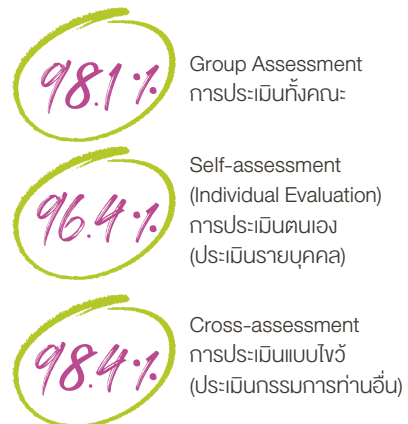 98.1%
Group Assessment
การประเมินทั้งคณะ
96.4%
Self-assessment
(Individual Evaluation)
การประเมินตนเอง
(ประเมินรายบุคคล)
98.4%
Cross-assessment
การประเมินแบบไขว้
(ประเมินกรรมการท่านอื่น)